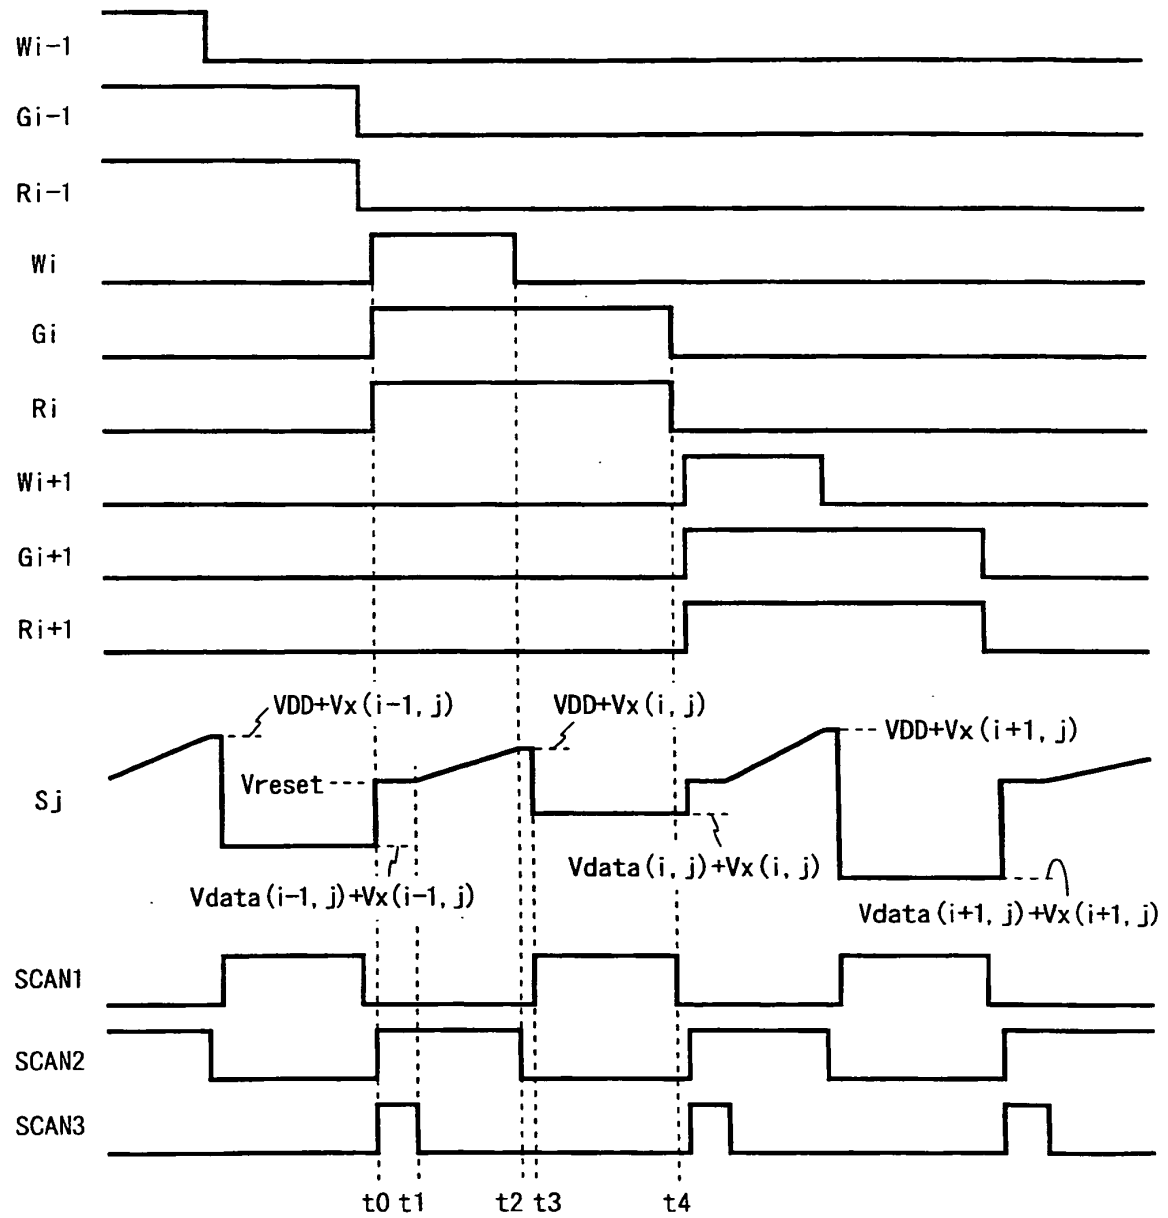 Wi-1
Gi-1
Ri-1
Wi
Gi
Ri
Wi+1
Gi+1
Ri+1
VDD+Vx(i-1, j)
VDD+Vx(i, j)
VDD+Vx(i+1, j)
Vreset
Sj
Vdata(i-1, j)+Vx(i-1, j)
Vdata(i, j)+Vx(i, j)
Vdata(i+1, j)+Vx(i+1, j)
SCAN1
SCAN2
SCAN3
t0 t1 t2 t3 t4